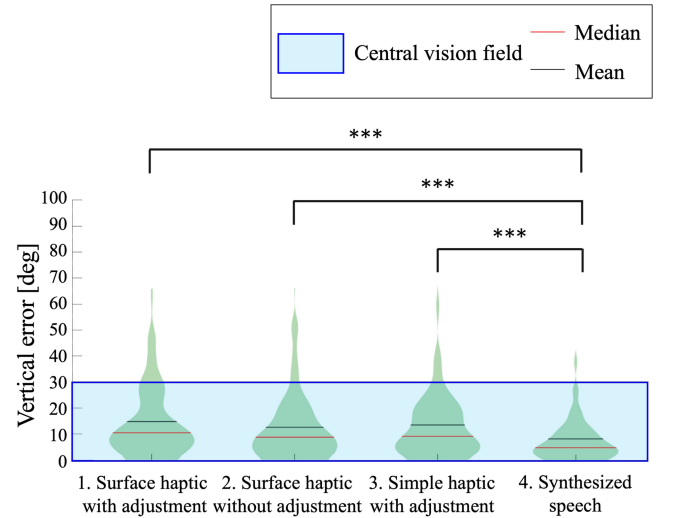 Central vision field
Median
Mean
***
***
***
Vertical error [deg]
100
90
80
70
60
50
40
30
20
10
0
1. Surface haptic
with adjustment
2. Surface haptic
without adjustment
3. Simple haptic
with adjustment
4. Synthesized
speech